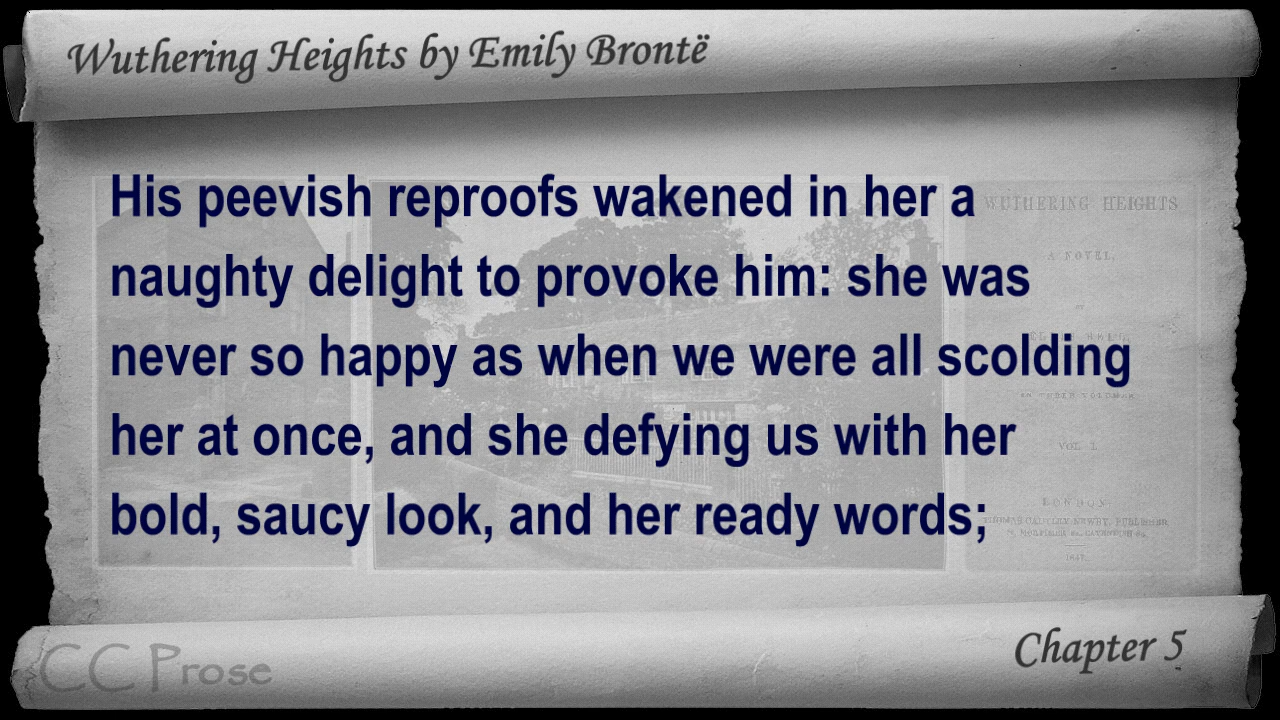 Wuthering Heights by Emily Brontë
His peevish reproofs wakened in her a
naughty delight to provoke him: she was
never so happy as when we were all scolding
her at once, and she defying us with her
bold, saucy look, and her ready words;
WUTHERING HEIGHTS
A NOVEL,
VOL. I.
LONDON:
1847.
CC Prose
Chapter 5